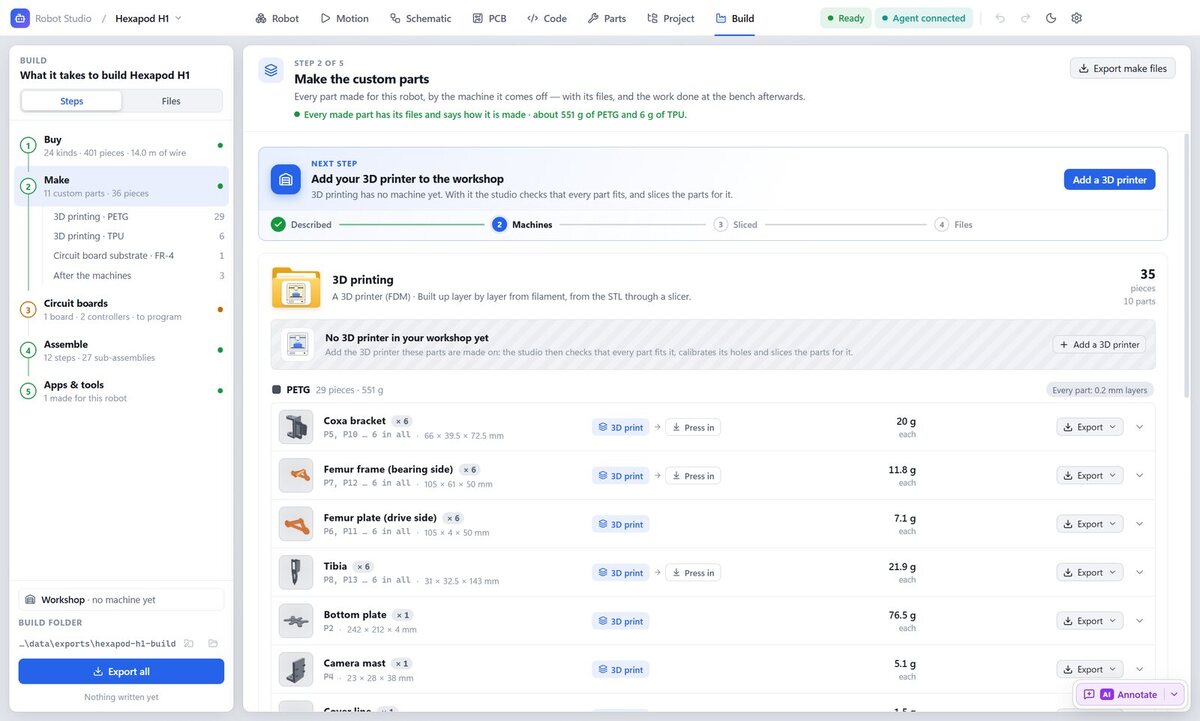 Robot Studio / Hexapod H1
Robot Motion Schematic PCB Code Parts Project Build
Ready Agent connected
BUILD
What it takes to build Hexapod H1
Steps Files
1 Buy
24 kinds · 401 pieces · 14.0 m of wire
2 Make
11 custom parts · 36 pieces
3D printing · PETG 29
3D printing · TPU 6
Circuit board substrate · FR-4 1
After the machines 3
3 Circuit boards
1 board · 2 controllers · to program
4 Assemble
12 steps · 27 sub-assemblies
5 Apps & tools
1 made for this robot
Workshop · no machine yet
BUILD FOLDER
…\data\exports\hexapod-h1-build
Export all
Nothing written yet
STEP 2 OF 5
Make the custom parts
Every part made for this robot, by the machine it comes off — with its files, and the work done at the bench afterwards.
Every made part has its files and says how it is made · about 551 g of PETG and 6 g of TPU.
Export make files
NEXT STEP
Add your 3D printer to the workshop
3D printing has no machine yet. With it the studio checks that every part fits, and slices the parts for it.
Add a 3D printer
Described 2 Machines 3 Sliced 4 Files
3D printing
A 3D printer (FDM) · Built up layer by layer from filament, from the STL through a slicer.
35
pieces
10 parts
No 3D printer in your workshop yet
Add the 3D printer these parts are made on: the studio then checks that every part fits it, calibrates its holes and slices the parts for it.
+ Add a 3D printer
PETG 29 pieces · 551 g
Every part: 0.2 mm layers
Coxa bracket × 6
P5, P10 … 6 in all · 66 × 39.5 × 72.5 mm
3D print → Press in
20 g
each
Export
Femur frame (bearing side) × 6
P7, P12 … 6 in all · 105 × 61 × 50 mm
3D print → Press in
11.8 g
each
Export
Femur plate (drive side) × 6
P6, P11 … 6 in all · 105 × 4 × 50 mm
3D print
7.1 g
each
Export
Tibia × 6
P8, P13 … 6 in all · 31 × 32.5 × 143 mm
3D print → Press in
21.9 g
each
Export
Bottom plate × 1
P2 · 242 × 212 × 4 mm
3D print
76.5 g
each
Export
Camera mast × 1
P4 · 23 × 28 × 38 mm
3D print
5.1 g
each
Export
AI Annotate